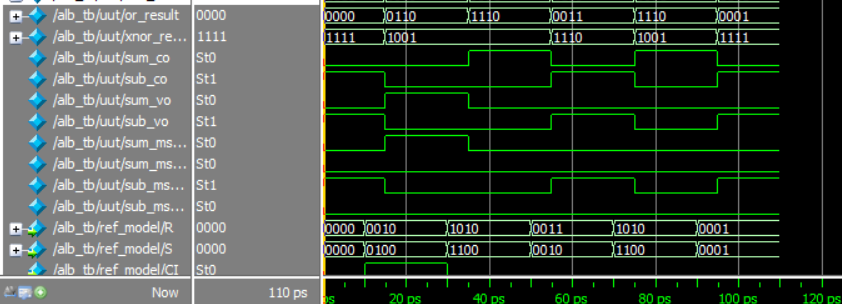 /alb_tb/uut/or_result 0000 0000 0110 1110 0011 1110 0001
/alb_tb/uut/xnor_re... 1111 1111 1001 1110 1001 1111
/alb_tb/uut/sum_co St0
/alb_tb/uut/sub_co St1
/alb_tb/uut/sum_vo St0
/alb_tb/uut/sub_vo St1
/alb_tb/uut/sum_ms... St0
/alb_tb/uut/sum_ms... St0
/alb_tb/uut/sub_ms... St1
/alb_tb/uut/sub_ms... St0
/alb_tb/ref_model/R 0000 0000 0010 1010 0011 1010 0001
/alb_tb/ref_model/S 0000 0000 0100 1100 0010 1100 0001
/alb_tb/ref_model/CI St0
Now 110 ps ps 20 ps 40 ps 60 ps 80 ps 100 ps 120 ps